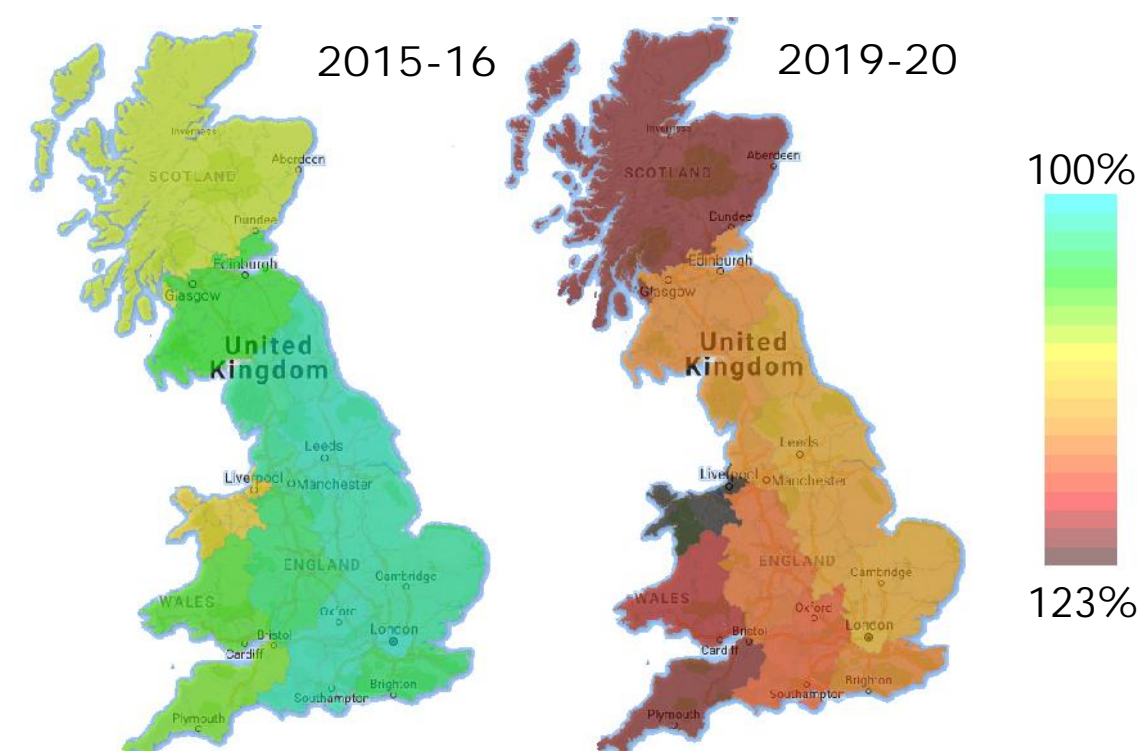 2015-16
Inverness
Aberdeen
SCOTLAND
Dundee
Edinburgh
Glasgow
United
Kingdom
Leeds
Liverpool
Manchester
ENGLAND
Cambridge
WALES
Oxford
London
Bristol
Cardiff
Southampton
Brighton
Plymouth
2019-20
Inverness
Aberdeen
SCOTLAND
Dundee
Edinburgh
Glasgow
United
Kingdom
Leeds
Liverpool
Manchester
ENGLAND
Cambridge
WALES
Oxford
London
Bristol
Cardiff
Southampton
Brighton
Plymouth
100%
123%